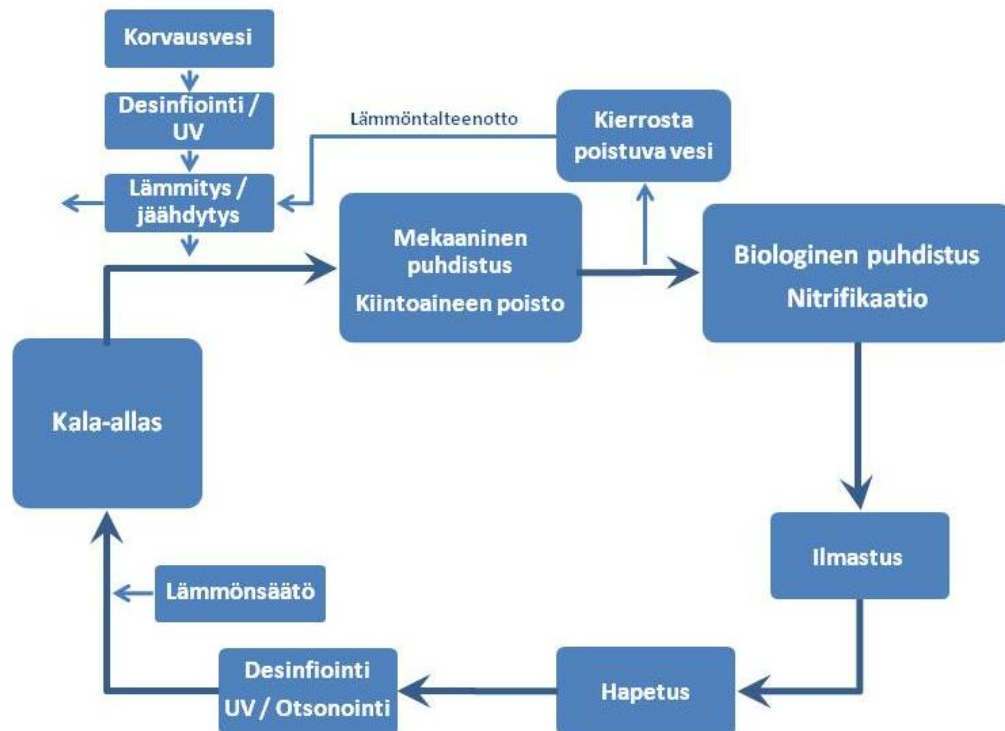 Korvausvesi
Desinfiointi /
UV
Lämmitys /
jäähdytys
Lämmöntalteenotto
Kierrosta
poistuva vesi
Mekaaninen
puhdistus
Kiintoaineen poisto
Biologinen puhdistus
Nitrifikaatio
Kala-allas
Ilmastus
Lämmönsäätö
Desinfiointi
UV / Otsonointi
Hapetus